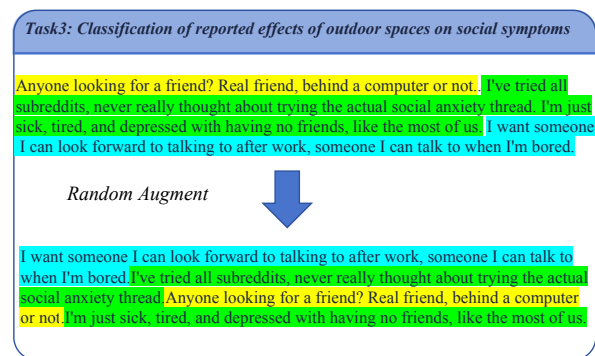 Task3: Classification of reported effects of outdoor spaces on social symptoms
Anyone looking for a friend? Real friend, behind a computer or not.. I've tried all
subreddits, never really thought about trying the actual social anxiety thread. I'm just
sick, tired, and depressed with having no friends, like the most of us. I want someone
I can look forward to talking to after work, someone I can talk to when I'm bored.
Random Augment
I want someone I can look forward to talking to after work, someone I can talk to
when I'm bored.I've tried all subreddits, never really thought about trying the actual
social anxiety thread.Anyone looking for a friend? Real friend, behind a computer
or not.I'm just sick, tired, and depressed with having no friends, like the most of us.